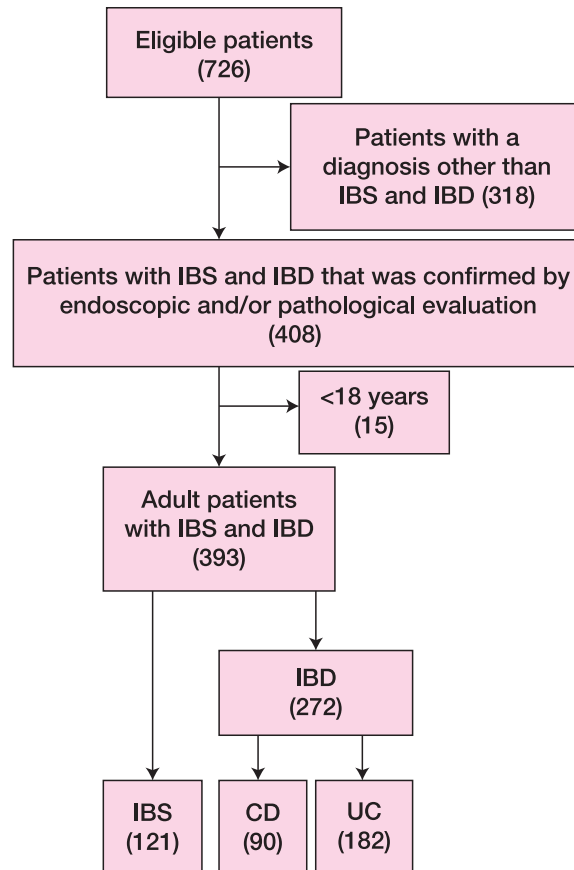 Eligible patients
(726)
Patients with a
diagnosis other than
IBS and IBD (318)
Patients with IBS and IBD that was confirmed by
endoscopic and/or pathological evaluation
(408)
<18 years
(15)
Adult patients
with IBS and IBD
(393)
IBD
(272)
IBS
(121)
CD
(90)
UC
(182)